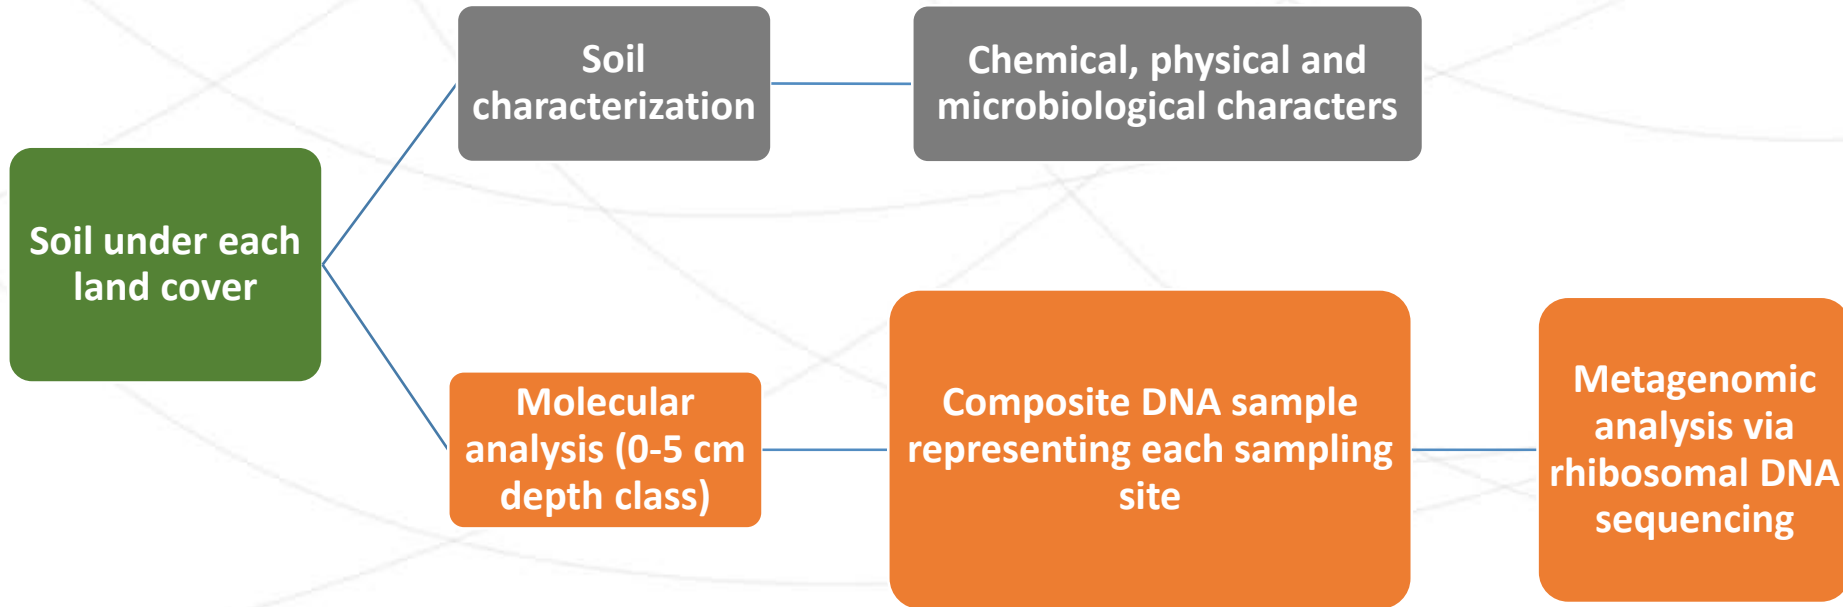 Soil
characterization
Chemical, physical and
microbiological characters
Soil under each
land cover
Molecular
analysis (0-5 cm
depth class)
Composite DNA sample
representing each sampling
site
Metagenomic
analysis via
rhibosomal DNA
sequencing